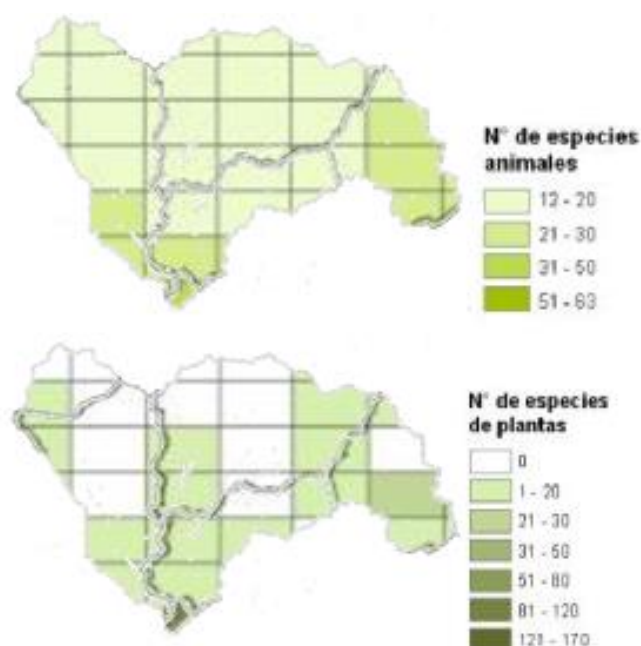 N° de especies
animales
12 - 20
21 - 30
31 - 50
51 - 63
N° de especies
de plantas
0
1 - 20
21 - 30
31 - 50
51 - 80
81 - 120
121 - 170